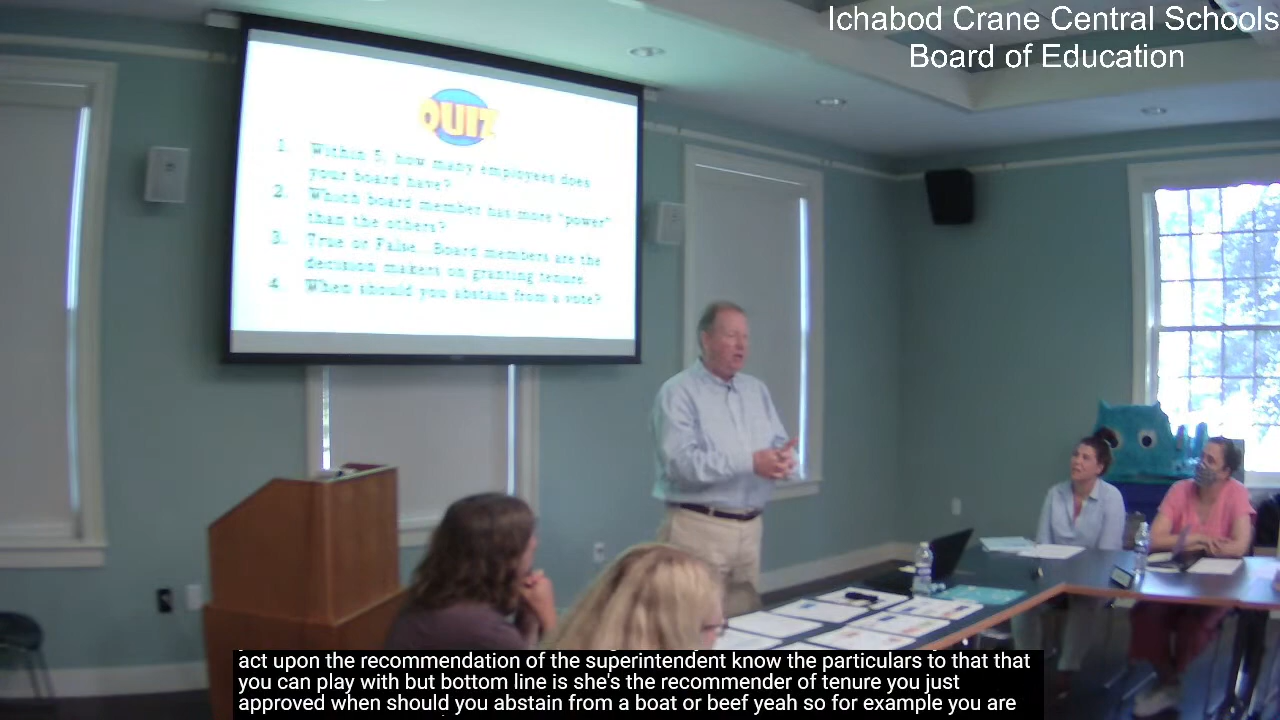 Ichabod Crane Central Schools
Board of Education
QUIZ
1. Within 5, how many employees does
your board have?
2. Which board member has more "power"
than the others?
3. True or False. Board members are the
decision makers on granting tenure.
4. When should you abstain from a vote?
act upon the recommendation of the superintendent know the particulars to that that
you can play with but bottom line is she's the recommender of tenure you just
approved when should you abstain from a boat or beef yeah so for example you are